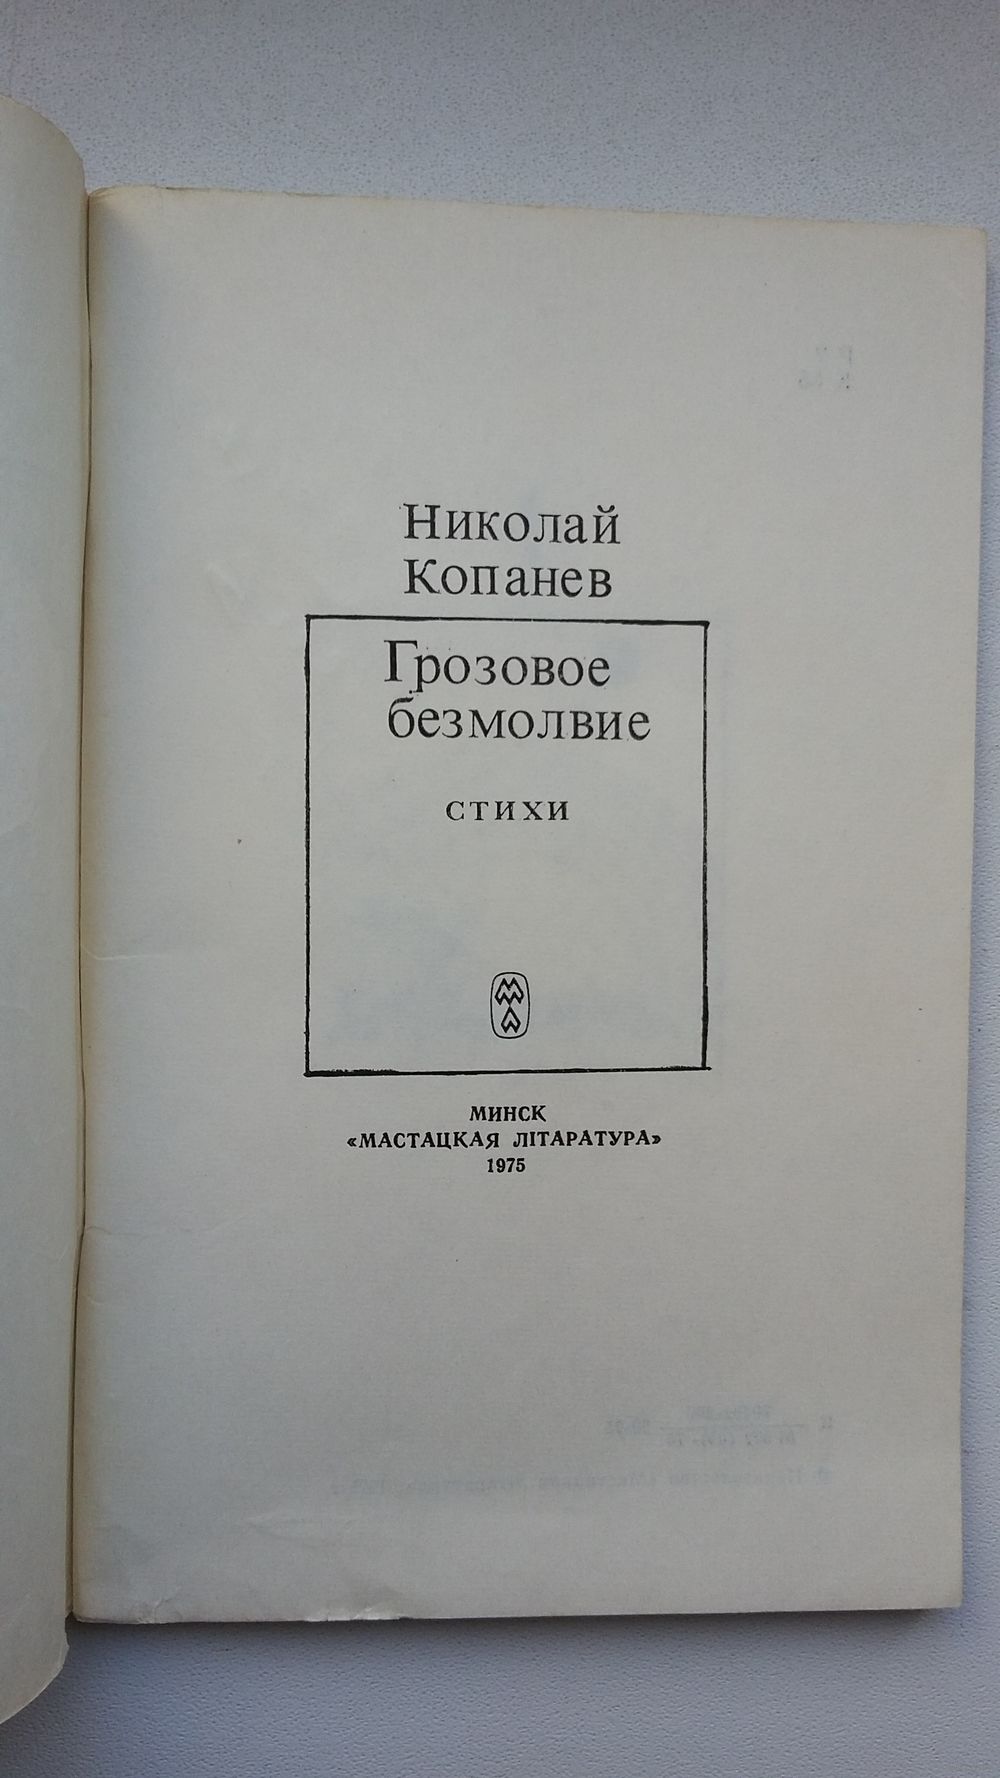 Николай
Копанев
Грозовое
безмолвие
СТИХИ
МИНСК
«МАСТАЦКАЯ ЛІТАРАТУРА»
1975